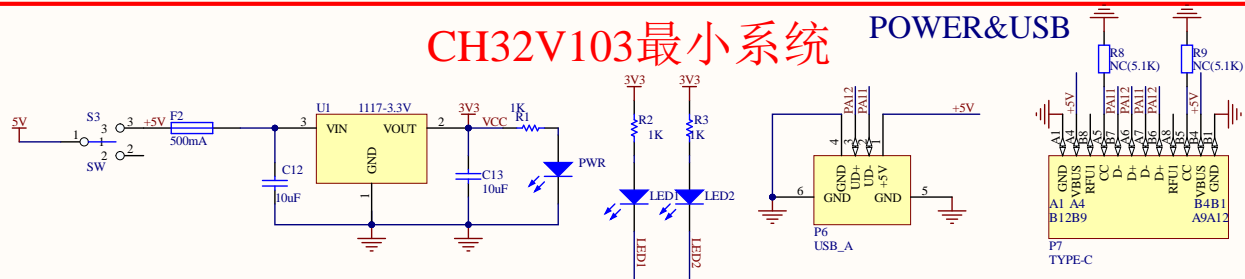 CH32V103最小系统
POWER&USB
5V
S3
1
3
3
1
2
2
SW
+5V
F2
500mA
U1
1117-3.3V
3
VIN
VOUT
2
GND
1
C12
10uF
3V3
VCC
1K
R1
C13
10uF
PWR
3V3
R2
1K
LED1
LED1
3V3
R3
1K
LED2
LED2
PA12
PA11
+5V
4
3
2
1
GND
UD+
UD-
+5V
6
GND
GND
5
P6
USB_A
R8
NC(5.1K)
R9
NC(5.1K)
+5V
PA11
PA12
PA11
PA12
+5V
A1
A4
B8
A5
B7
A6
A7
B6
A8
B5
B4
B1
GND
VBUS
RFU1
CC
D-
D+
D-
D+
RFU1
CC
VBUS
GND
A1 A4
B12B9
B4B1
A9A12
P7
TYPE-C